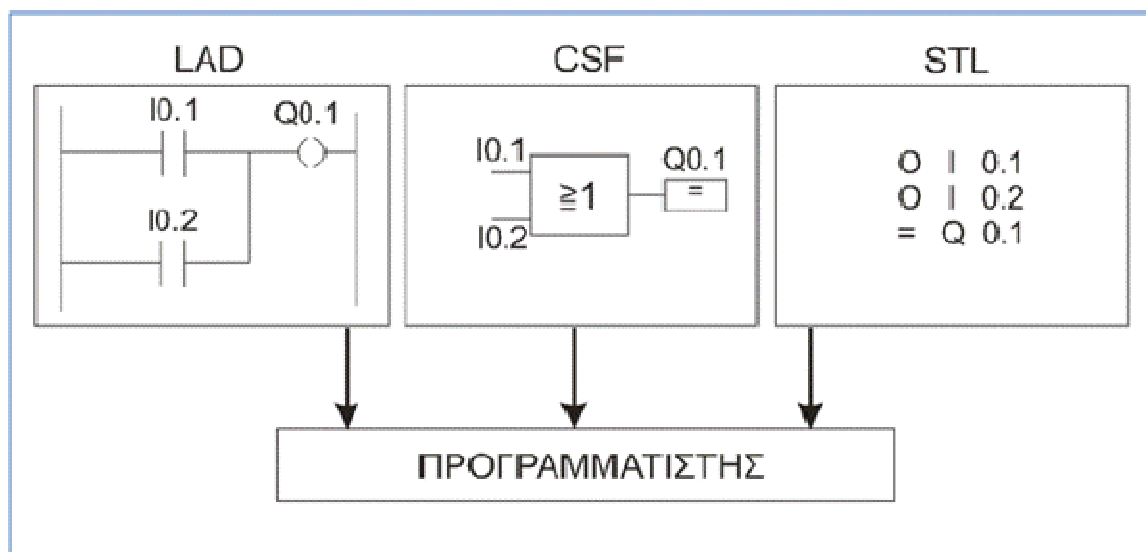 LAD
I0.1
Q0.1
I0.2
CSF
I0.1
≧1
Q0.1
=
I0.2
STL
O I 0.1
O I 0.2
= Q 0.1
ΠΡΟΓΡΑΜΜΑΤΙΣΤΗΣ